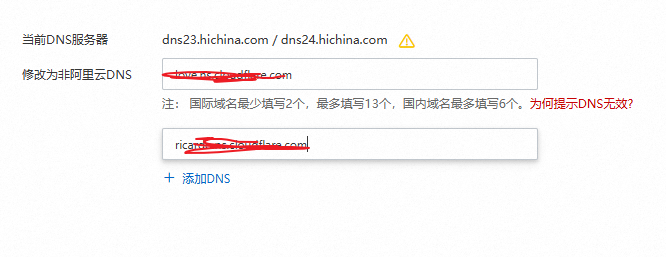 当前DNS服务器 dns23.hichina.com / dns24.hichina.com
修改为非阿里云DNS love.ns.cloudflare.com
注： 国际域名最少填写2个，最多填写13个，国内域名最多填写6个。为何提示DNS无效?
ns.cloudflare.com
+ 添加DNS